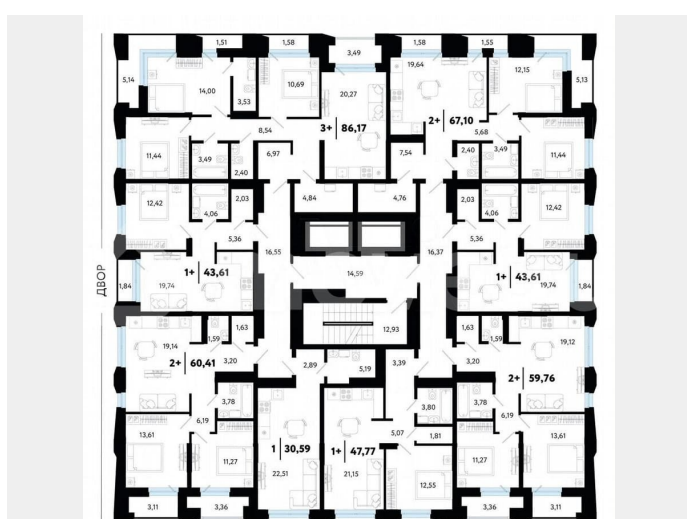 1,51 1,58 3,49 1,58 1,55
5,14 14,00 3,53 10,69 20,27 19,64 12,15 5,13
3+ 86,17 2+ 67,10
8,54 5,68
11,44 3,49 2,40 6,97 7,54 2,40 3,49 11,44
12,42 4,06 2,03 4,84 4,76 2,03 4,06 12,42
5,36 16,55 16,37 5,36
1+ 43,61 14,59 1+ 43,61
1,84 19,74 19,74 1,84
ДВОР
19,14 1,59 1,63 12,93 1,63 1,59 19,12
2+ 60,41 3,20 2,89 5,19 3,39 3,20 2+ 59,76
3,78 3,80 3,78
13,61 6,19 11,27 5,07 1,81 11,27 6,19 13,61
1 30,59 1+ 47,77
22,51 21,15 12,55
3,11 3,36 3,36 3,11